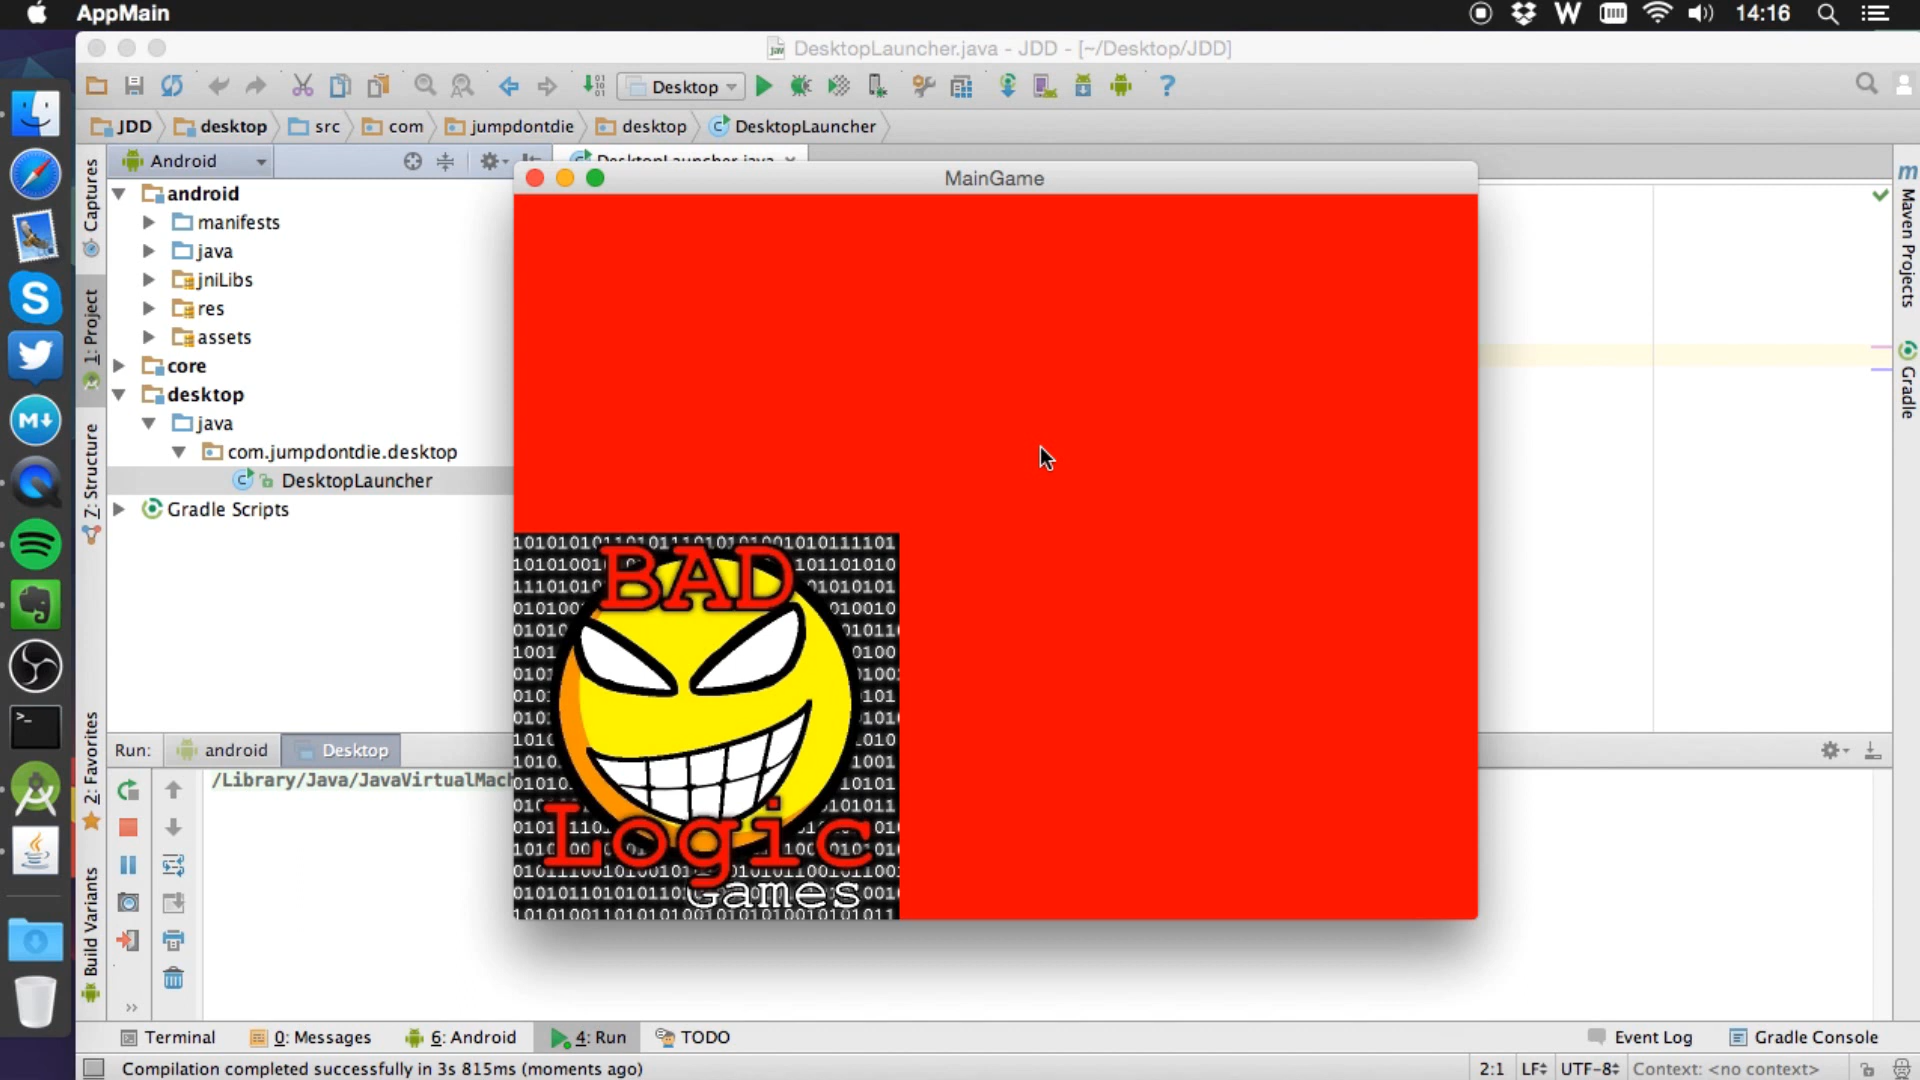 AppMain
14:16
DesktopLauncher.java - JDD - [~/Desktop/JDD]
Desktop
JDD desktop src com jumpdontdie desktop DesktopLauncher
Android
DesktopLauncher.java
MainGame
Captures
1: Project
Z: Structure
2: Favorites
Build Variants
android
manifests
java
jniLibs
res
assets
core
desktop
java
com.jumpdontdie.desktop
DesktopLauncher
Gradle Scripts
BAD
Logic
Games
m
Maven Projects
Gradle
Run: android Desktop
/Library/Java/JavaVirtualMach
Terminal 0: Messages 6: Android 4: Run TODO Event Log Gradle Console
Compilation completed successfully in 3s 815ms (moments ago) 2:1 LF UTF-8 Context: <no context>